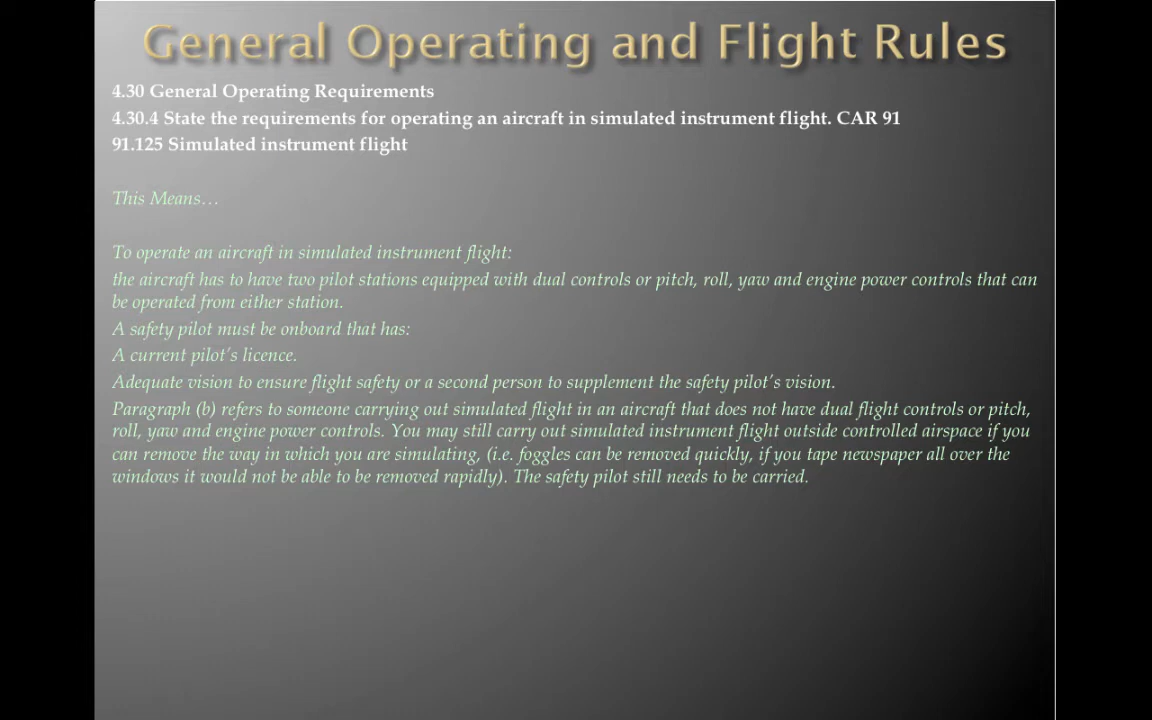 General Operating and Flight Rules
4.30 General Operating Requirements
4.30.4 State the requirements for operating an aircraft in simulated instrument flight. CAR 91
91.125 Simulated instrument flight
This Means…
To operate an aircraft in simulated instrument flight:
the aircraft has to have two pilot stations equipped with dual controls or pitch, roll, yaw and engine power controls that can
be operated from either station.
A safety pilot must be onboard that has:
A current pilot’s licence.
Adequate vision to ensure flight safety or a second person to supplement the safety pilot’s vision.
Paragraph (b) refers to someone carrying out simulated flight in an aircraft that does not have dual flight controls or pitch,
roll, yaw and engine power controls. You may still carry out simulated instrument flight outside controlled airspace if you
can remove the way in which you are simulating, (i.e. foggles can be removed quickly, if you tape newspaper all over the
windows it would not be able to be removed rapidly). The safety pilot still needs to be carried.